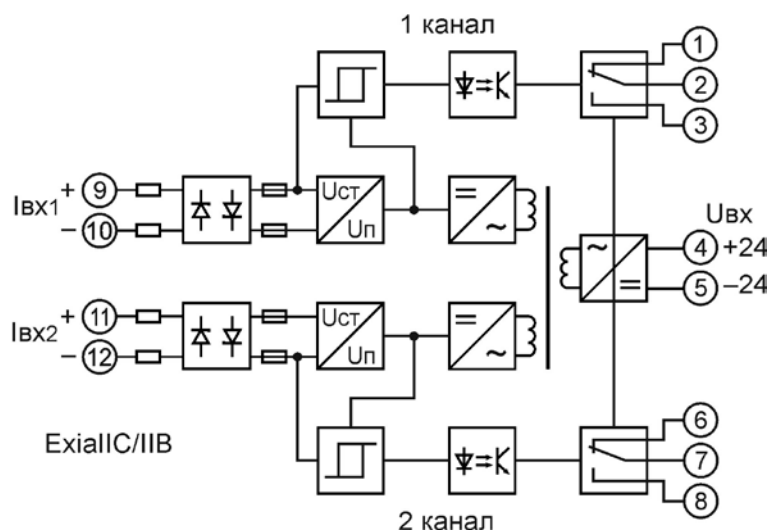 1 канал
1
2
3
Iвх1
+ 9
− 10
Uст
Uп
Uвх
4 +24
5 −24
Iвх2
+ 11
− 12
Uст
Uп
ExiaIIC/IIB
6
7
8
2 канал